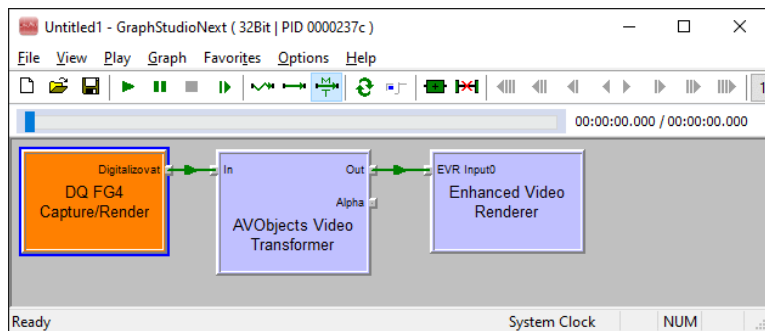 Untitled1 - GraphStudioNext ( 32Bit | PID 0000237c )
File View Play Graph Favorites Options Help
1
00:00:00.000 / 00:00:00.000
Digitalizovat
DQ FG4
Capture/Render
In
Out
Alpha
AVObjects Video
Transformer
EVR Input0
Enhanced Video
Renderer
Ready
System Clock
NUM